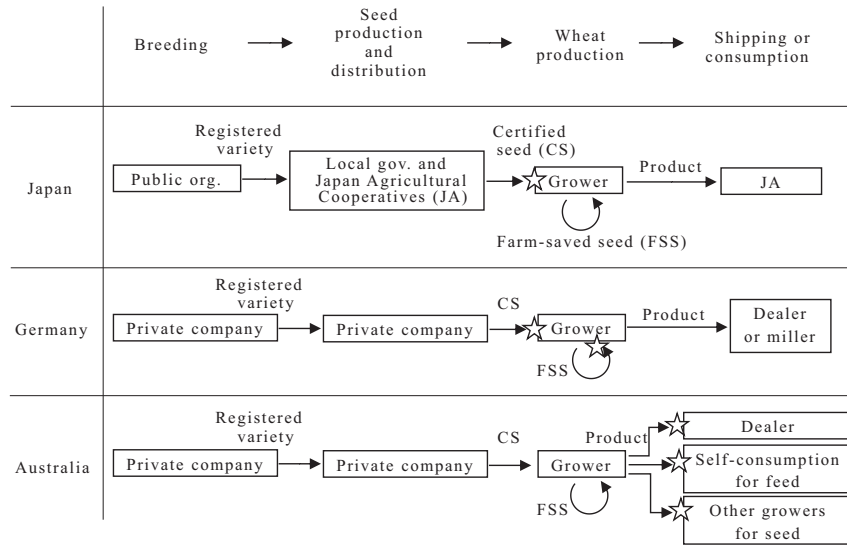 Breeding
Seed
production
and
distribution
Wheat
production
Shipping or
consumption
Japan
Registered
variety
Public org.
Local gov. and
Japan Agricultural
Cooperatives (JA)
Certified
seed (CS)
Grower
Product
JA
Farm-saved seed (FSS)
Germany
Registered
variety
Private company
Private company
CS
Grower
FSS
Product
Dealer
or miller
Australia
Registered
variety
Private company
Private company
CS
Grower
FSS
Product
Dealer
Self-consumption
for feed
Other growers
for seed